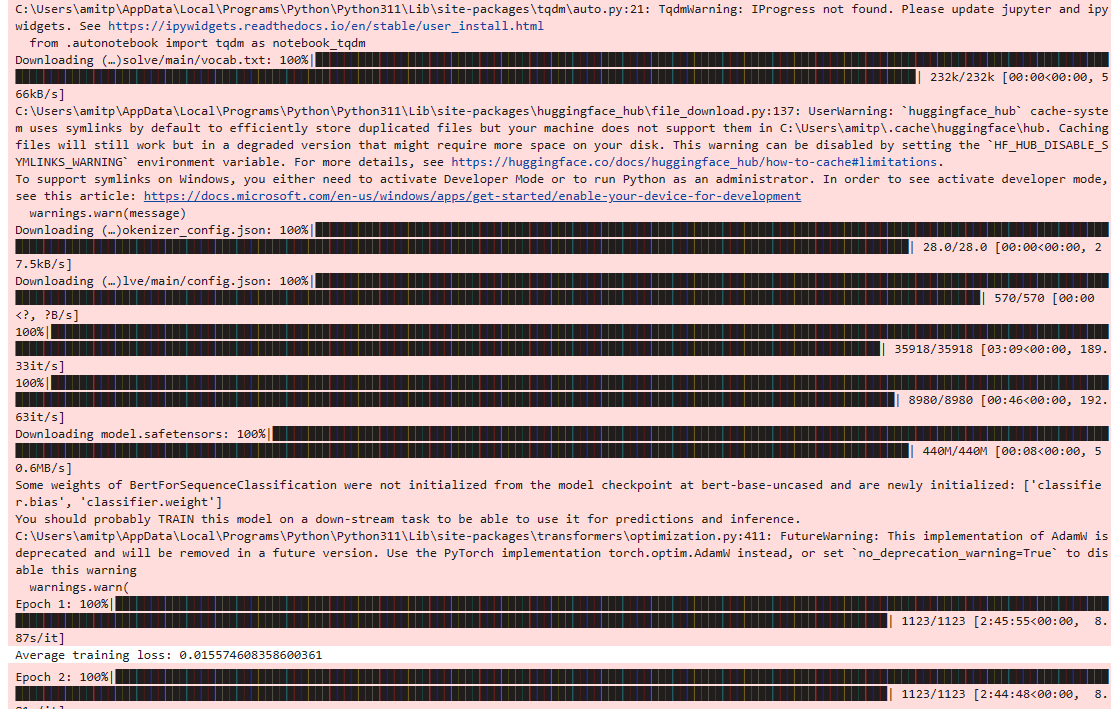 C:\Users\amitp\AppData\Local\Programs\Python\Python311\Lib\site-packages\tqdm\auto.py:21: TqdmWarning: IProgress not found. Please update jupyter and ipy
widgets. See https://ipywidgets.readthedocs.io/en/stable/user_install.html
  from .autonotebook import tqdm as notebook_tqdm
Downloading (…)solve/main/vocab.txt: 100%|
| 232k/232k [00:00<00:00, 5
66kB/s]
C:\Users\amitp\AppData\Local\Programs\Python\Python311\Lib\site-packages\huggingface_hub\file_download.py:137: UserWarning: `huggingface_hub` cache-syste
m uses symlinks by default to efficiently store duplicated files but your machine does not support them in C:\Users\amitp\.cache\huggingface\hub. Caching
files will still work but in a degraded version that might require more space on your disk. This warning can be disabled by setting the `HF_HUB_DISABLE_S
YMLINKS_WARNING` environment variable. For more details, see https://huggingface.co/docs/huggingface_hub/how-to-cache#limitations.
To support symlinks on Windows, you either need to activate Developer Mode or to run Python as an administrator. In order to see activate developer mode,
see this article: https://docs.microsoft.com/en-us/windows/apps/get-started/enable-your-device-for-development
  warnings.warn(message)
Downloading (…)okenizer_config.json: 100%|
| 28.0/28.0 [00:00<00:00, 2
7.5kB/s]
Downloading (…)lve/main/config.json: 100%|
| 570/570 [00:00
<?, ?B/s]
100%|
| 35918/35918 [03:09<00:00, 189.
33it/s]
100%|
| 8980/8980 [00:46<00:00, 192.
63it/s]
Downloading model.safetensors: 100%|
| 440M/440M [00:08<00:00, 5
0.6MB/s]
Some weights of BertForSequenceClassification were not initialized from the model checkpoint at bert-base-uncased and are newly initialized: ['classifie
r.bias', 'classifier.weight']
You should probably TRAIN this model on a down-stream task to be able to use it for predictions and inference.
C:\Users\amitp\AppData\Local\Programs\Python\Python311\Lib\site-packages\transformers\optimization.py:411: FutureWarning: This implementation of AdamW is
deprecated and will be removed in a future version. Use the PyTorch implementation torch.optim.AdamW instead, or set `no_deprecation_warning=True` to dis
able this warning
  warnings.warn(
Epoch 1: 100%|
| 1123/1123 [2:45:55<00:00,  8.
87s/it]
Average training loss: 0.015574608358600361
Epoch 2: 100%|
| 1123/1123 [2:44:48<00:00,  8.